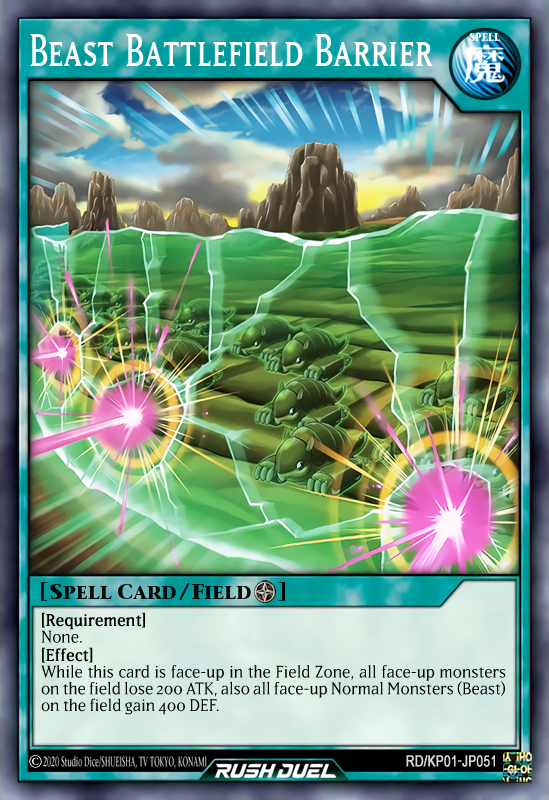 BEAST BATTLEFIELD BARRIER
SPELL
魔
[SPELL CARD/FIELD]
[Requirement]
None.
[Effect]
While this card is face-up in the Field Zone, all face-up monsters
on the field lose 200 ATK, also all face-up Normal Monsters (Beast)
on the field gain 400 DEF.
©2020 Studio Dice/SHUEISHA, TV TOKYO, KONAMI
RUSH DUEL
RD/KP01-JP051